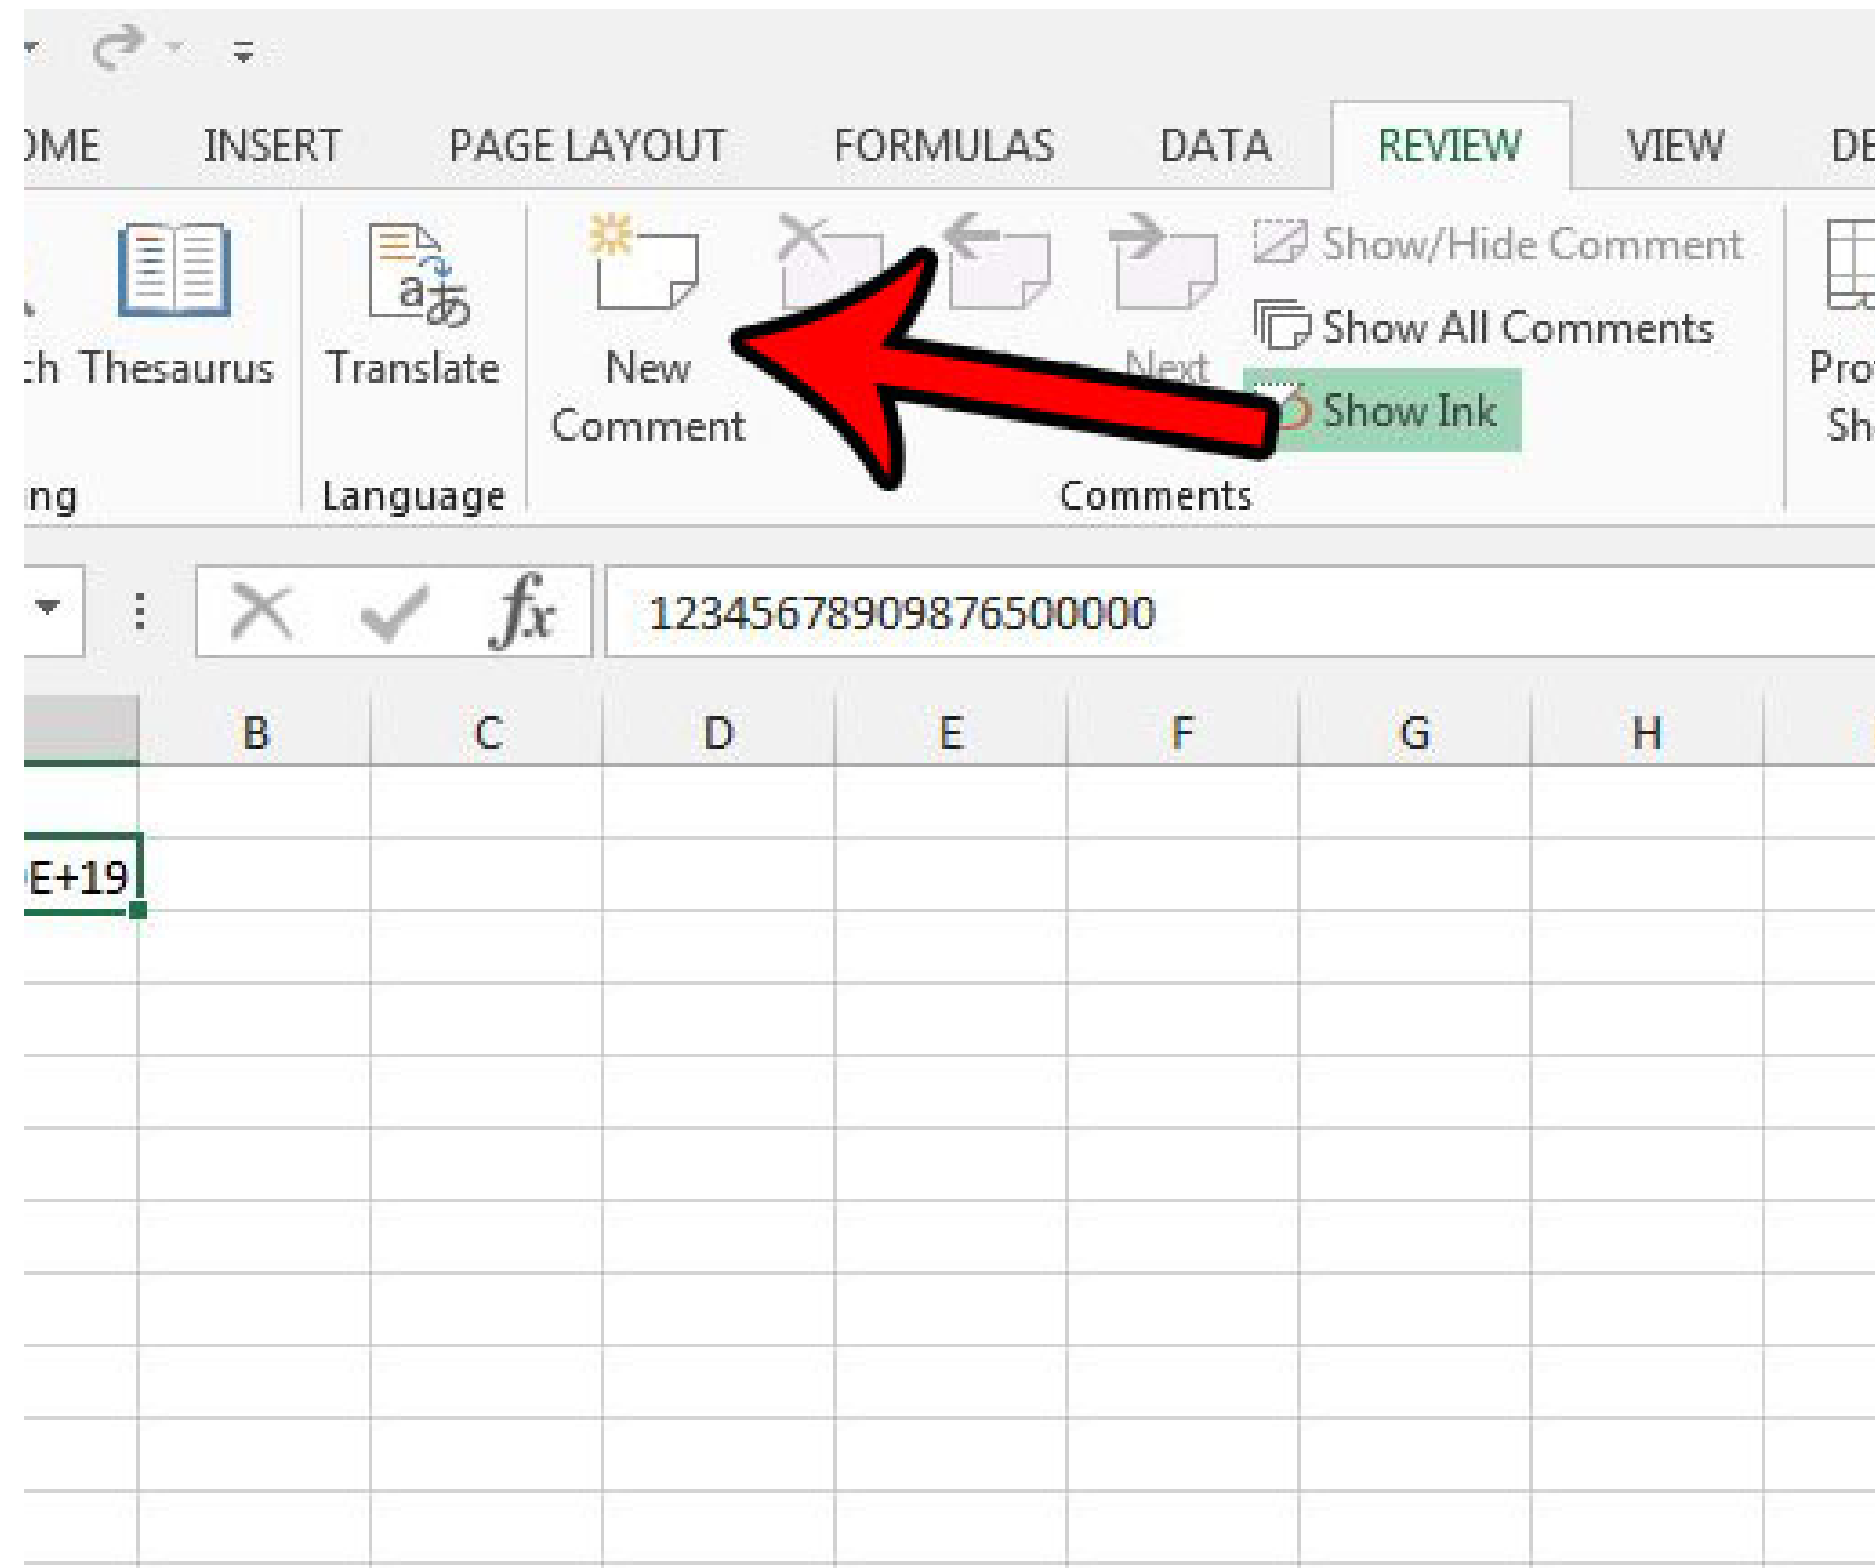 OME INSERT PAGE LAYOUT FORMULAS DATA REVIEW VIEW DE
Show/Hide Comment
Show All Comments
ch Thesaurus Translate New Comment Next Show Ink Pro
Sh
ng Language Comments
fx 12345678909876500000
B C D E F G H
E+19